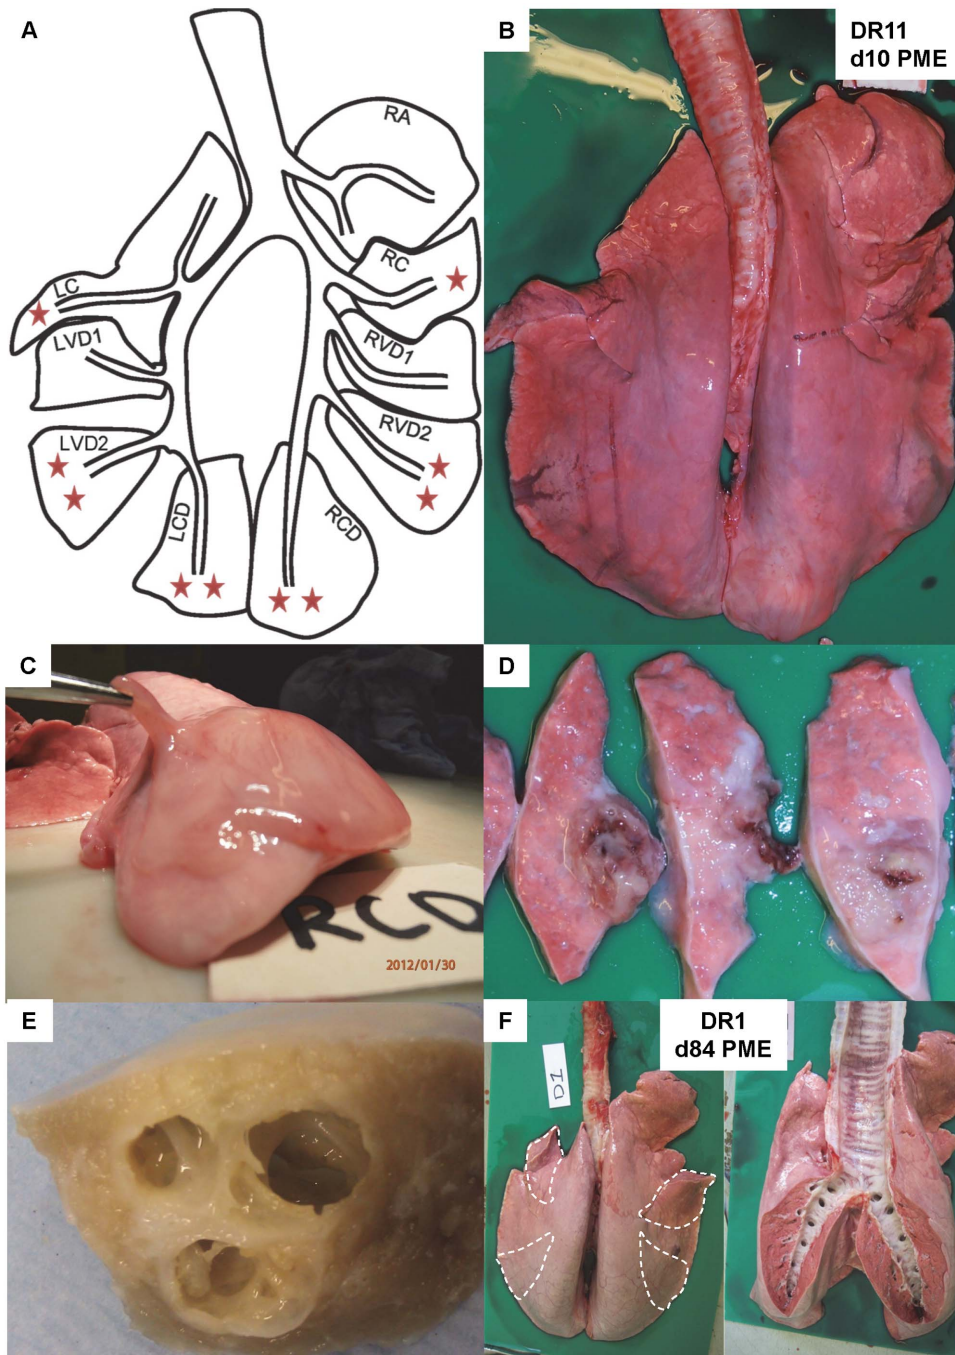 A
RA
RC
LC
LVD1
RVD1
LVD2
RVD2
LCD
RCD
B
DR11
d10 PME
C
RCD
2012/01/30
D
E
F
DR1
d84 PME
D1